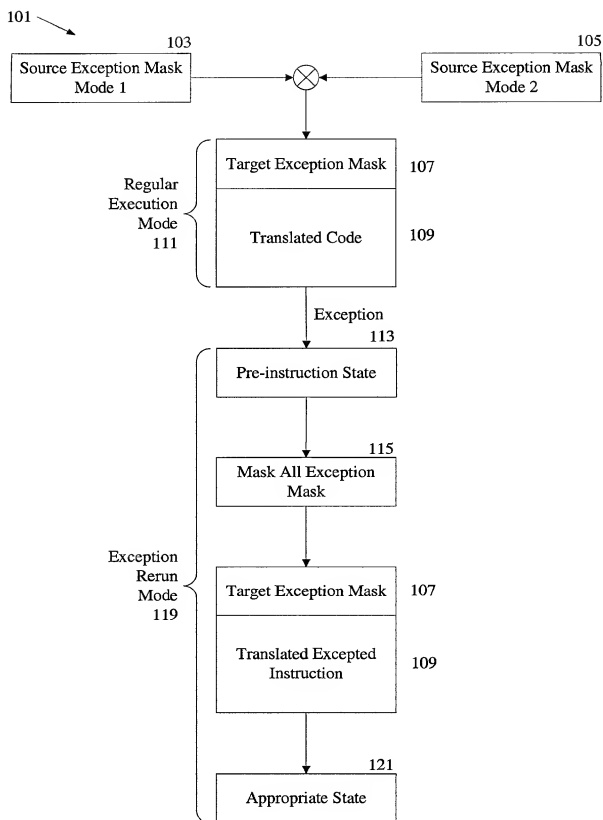 101
103
Source Exception Mask
Mode 1
105
Source Exception Mask
Mode 2
Target Exception Mask
107
Regular
Execution
Mode
111
Translated Code
109
Exception
113
Pre-instruction State
115
Mask All Exception
Mask
Exception
Rerun
Mode
119
Target Exception Mask
107
Translated Excepted
Instruction
109
121
Appropriate State